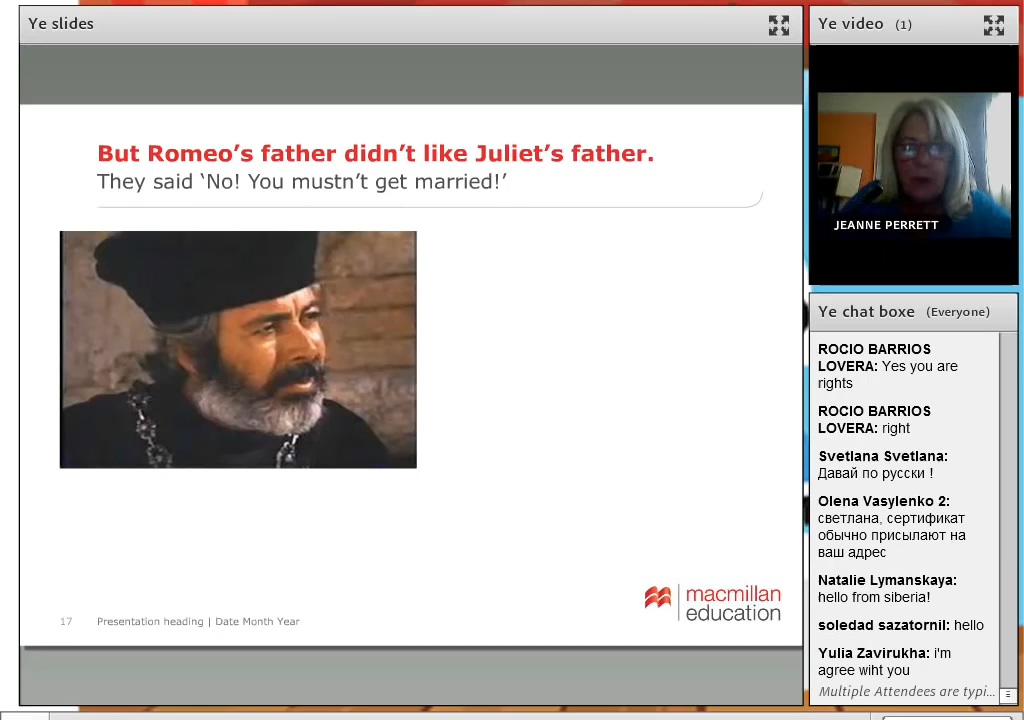 Ye slides
But Romeo’s father didn’t like Juliet’s father.
They said ‘No! You mustn’t get married!’
macmillan
education
17 Presentation heading | Date Month Year
Ye video (1)
JEANNE PERRETT
Ye chat boxe (Everyone)
ROCIO BARRIOS
LOVERA: Yes you are
rights
ROCIO BARRIOS
LOVERA: right
Svetlana Svetlana:
Давай по русски !
Olena Vasylenko 2:
светлана, сертификат
обычно присылают на
ваш адрес
Natalie Lymanskaya:
hello from siberia!
soledad sazatornil: hello
Yulia Zavirukha: i'm
agree wiht you
Multiple Attendees are typi...